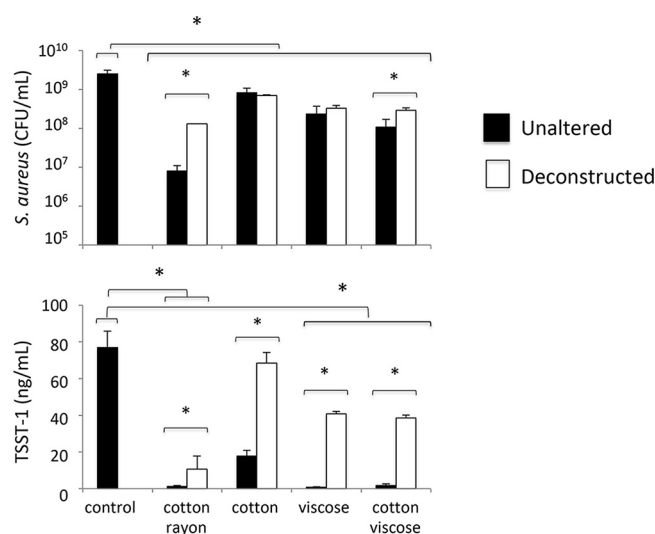 *
S. aureus (CFU/mL)
10¹⁰
10⁹
10⁸
10⁷
10⁶
10⁵
*
*
Unaltered
Deconstructed
TSST-1 (ng/mL)
100
80
60
40
20
0
*
*
*
*
*
*
control
cotton rayon
cotton
viscose
cotton viscose